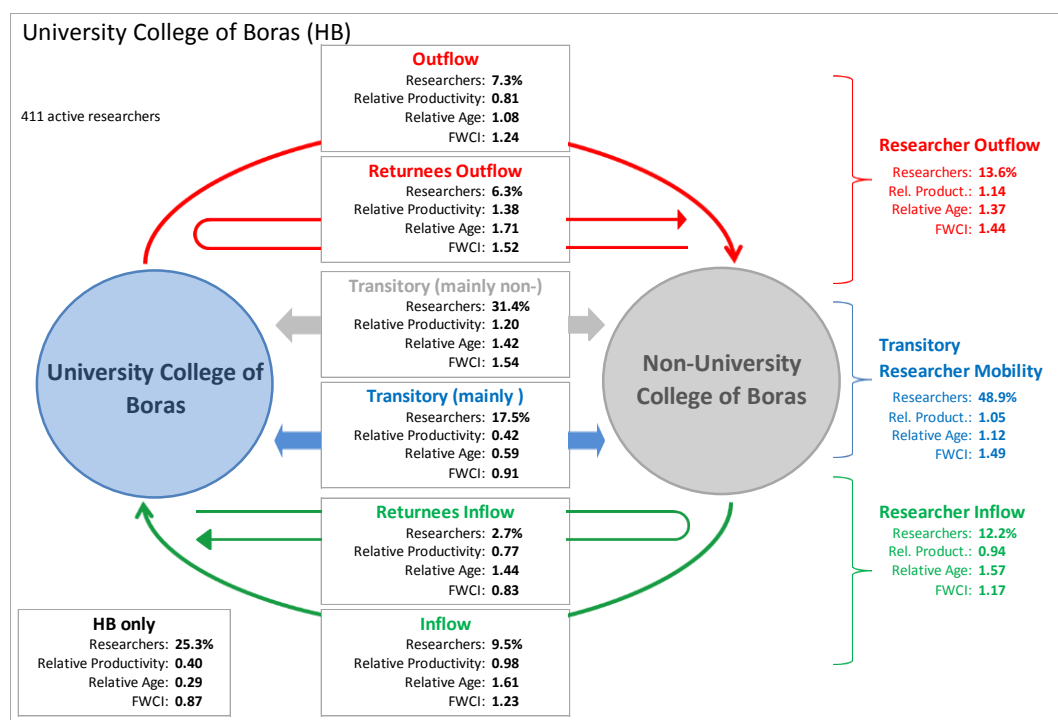 University College of Boras (HB)
411 active researchers
Outflow
Researchers: 7.3%
Relative Productivity: 0.81
Relative Age: 1.08
FWCI: 1.24
Returnees Outflow
Researchers: 6.3%
Relative Productivity: 1.38
Relative Age: 1.71
FWCI: 1.52
Transitory (mainly non-)
Researchers: 31.4%
Relative Productivity: 1.20
Relative Age: 1.42
FWCI: 1.54
Transitory (mainly )
Researchers: 17.5%
Relative Productivity: 0.42
Relative Age: 0.59
FWCI: 0.91
Returnees Inflow
Researchers: 2.7%
Relative Productivity: 0.77
Relative Age: 1.44
FWCI: 0.83
Inflow
Researchers: 9.5%
Relative Productivity: 0.98
Relative Age: 1.61
FWCI: 1.23
University College of
Boras
Non-University
College of Boras
HB only
Researchers: 25.3%
Relative Productivity: 0.40
Relative Age: 0.29
FWCI: 0.87
Researcher Outflow
Researchers: 13.6%
Rel. Product.: 1.14
Relative Age: 1.37
FWCI: 1.44
Transitory
Researcher Mobility
Researchers: 48.9%
Rel. Product.: 1.05
Relative Age: 1.12
FWCI: 1.49
Researcher Inflow
Researchers: 12.2%
Rel. Product.: 0.94
Relative Age: 1.57
FWCI: 1.17